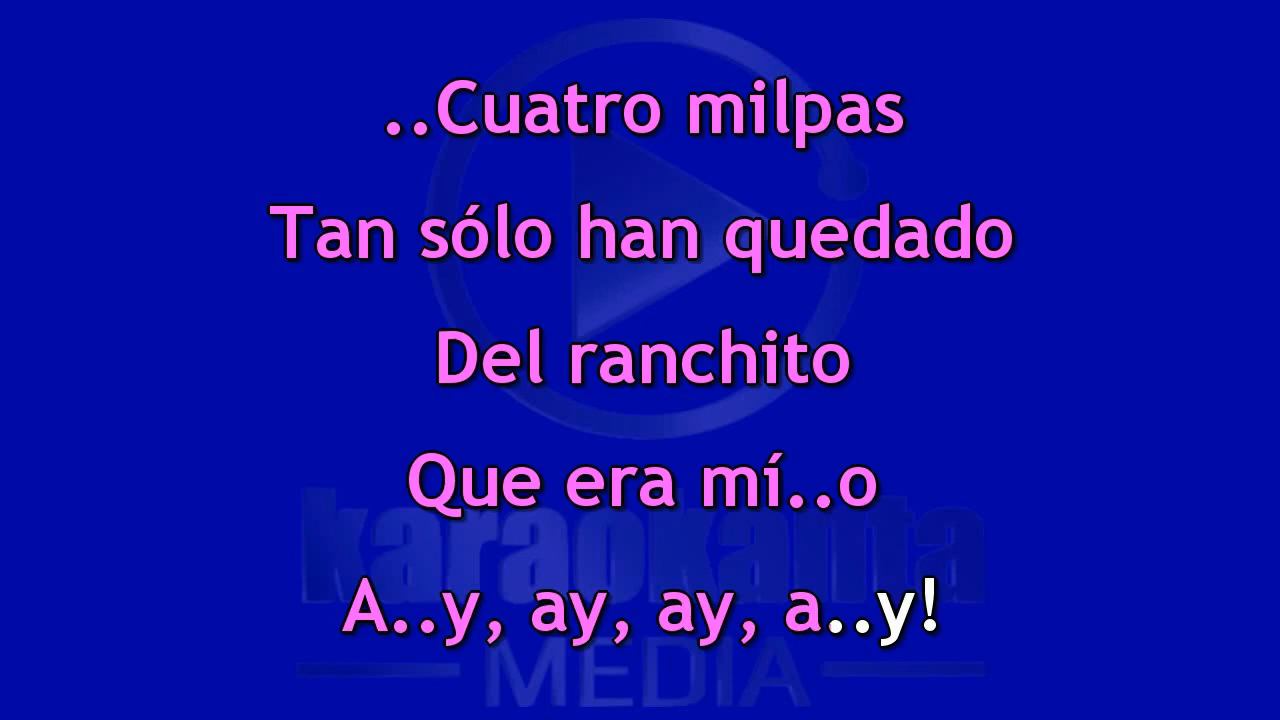 ..Cuatro milpas
Tan sólo han quedado
Del ranchito
Que era mí..o
A..y, ay, ay, a..y!
karaokanta
MEDIA